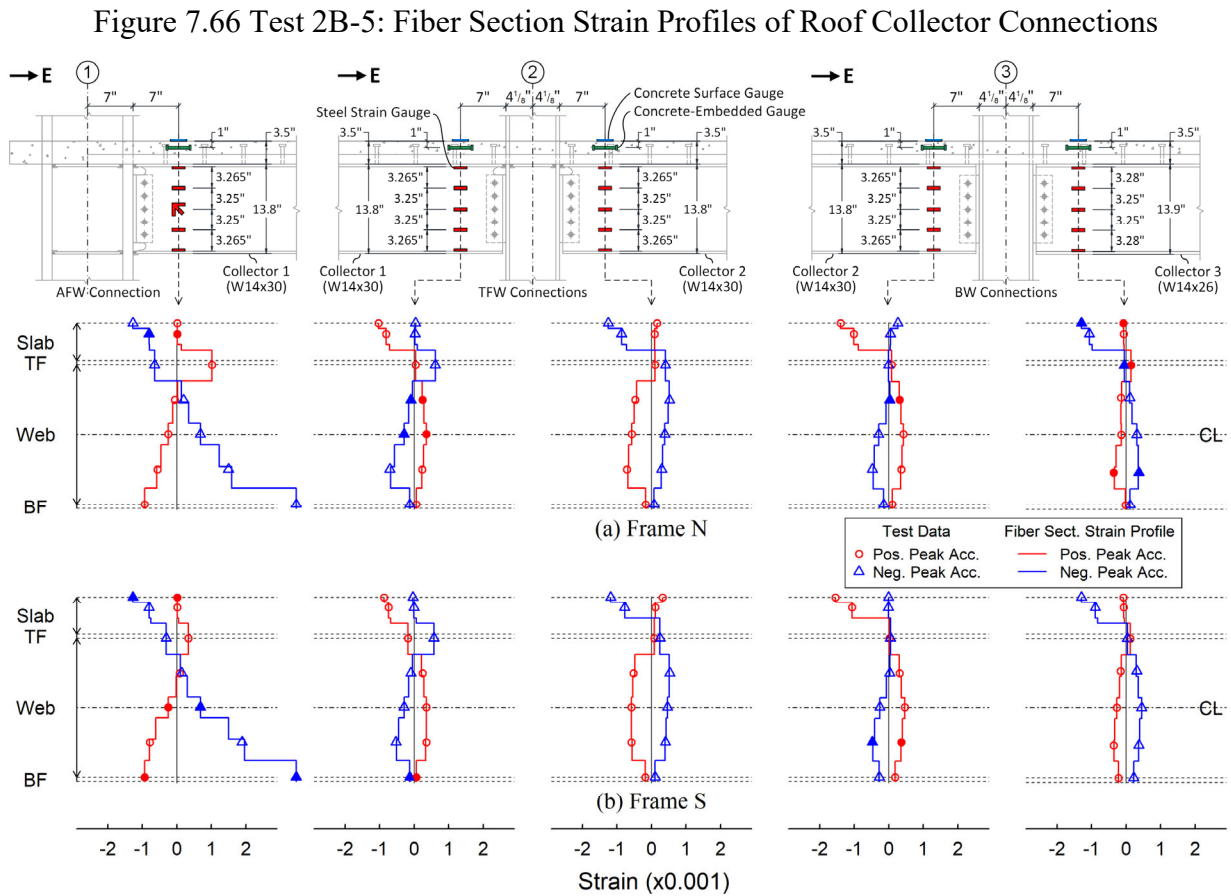 Figure 7.66 Test 2B-5: Fiber Section Strain Profiles of Roof Collector Connections
E 1 E 2 E 3
7" 7" 7" 4 1/8" 4 1/8" 7" 7" 4 1/8" 4 1/8" 7"
Concrete Surface Gauge
Steel Strain Gauge Concrete-Embedded Gauge
1" 3.5" 3.5" 1" 1" 3.5" 3.5" 1" 1" 3.5"
3.265" 3.265" 3.265" 3.265" 3.28"
3.25" 3.25" 3.25" 3.25" 3.25"
13.8" 13.8" 13.8" 13.8" 13.9"
3.25" 3.25" 3.25" 3.25" 3.25"
3.265" 3.265" 3.265" 3.265" 3.28"
Collector 1 Collector 1 Collector 2 Collector 2 Collector 3
(W14x30) (W14x30) (W14x30) (W14x30) (W14x26)
AFW Connection TFW Connections BW Connections
Slab
TF
Web CL
BF
(a) Frame N
Test Data Fiber Sect. Strain Profile
Pos. Peak Acc. Pos. Peak Acc.
Neg. Peak Acc. Neg. Peak Acc.
Slab
TF
Web CL
BF
(b) Frame S
-2 -1 0 1 2 -2 -1 0 1 2 -2 -1 0 1 2 -2 -1 0 1 2 -2 -1 0 1 2
Strain (x0.001)